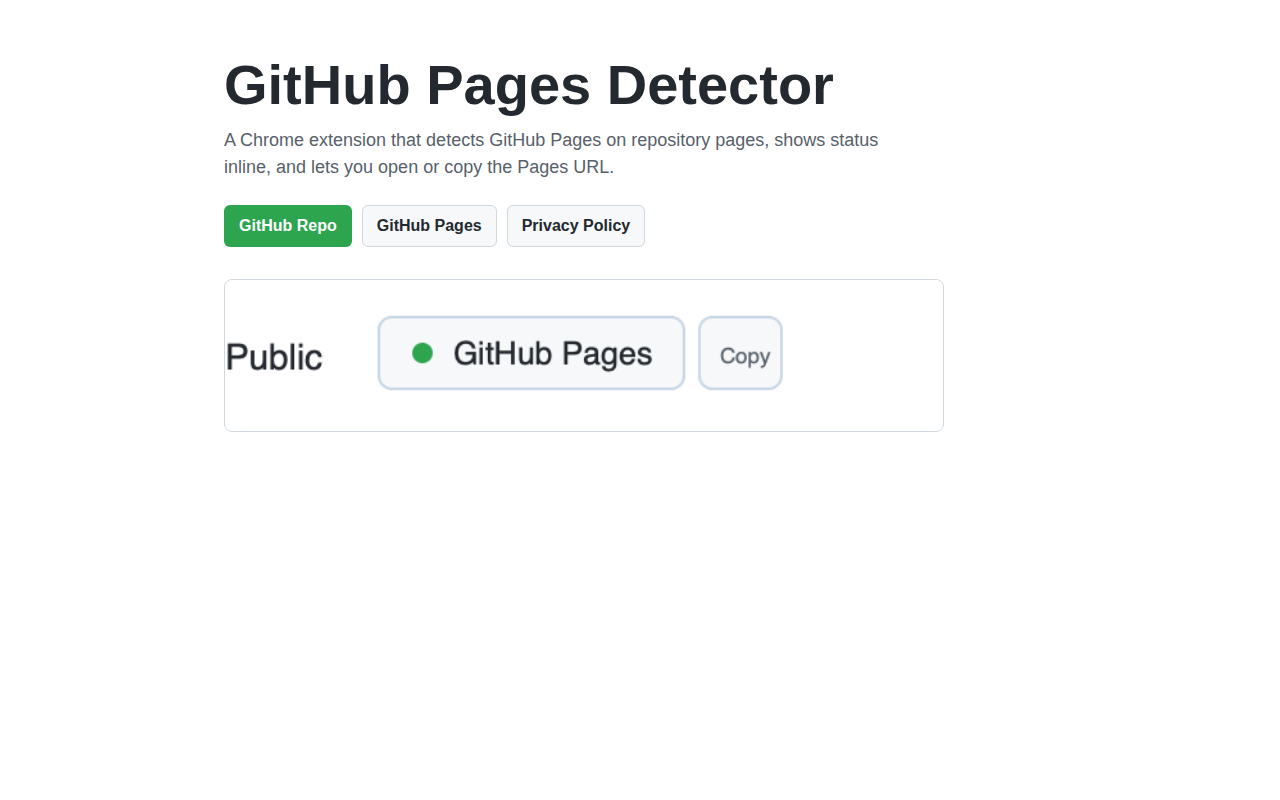 GitHub Pages Detector
A Chrome extension that detects GitHub Pages on repository pages, shows status
inline, and lets you open or copy the Pages URL.
GitHub Repo GitHub Pages Privacy Policy
Public GitHub Pages Copy